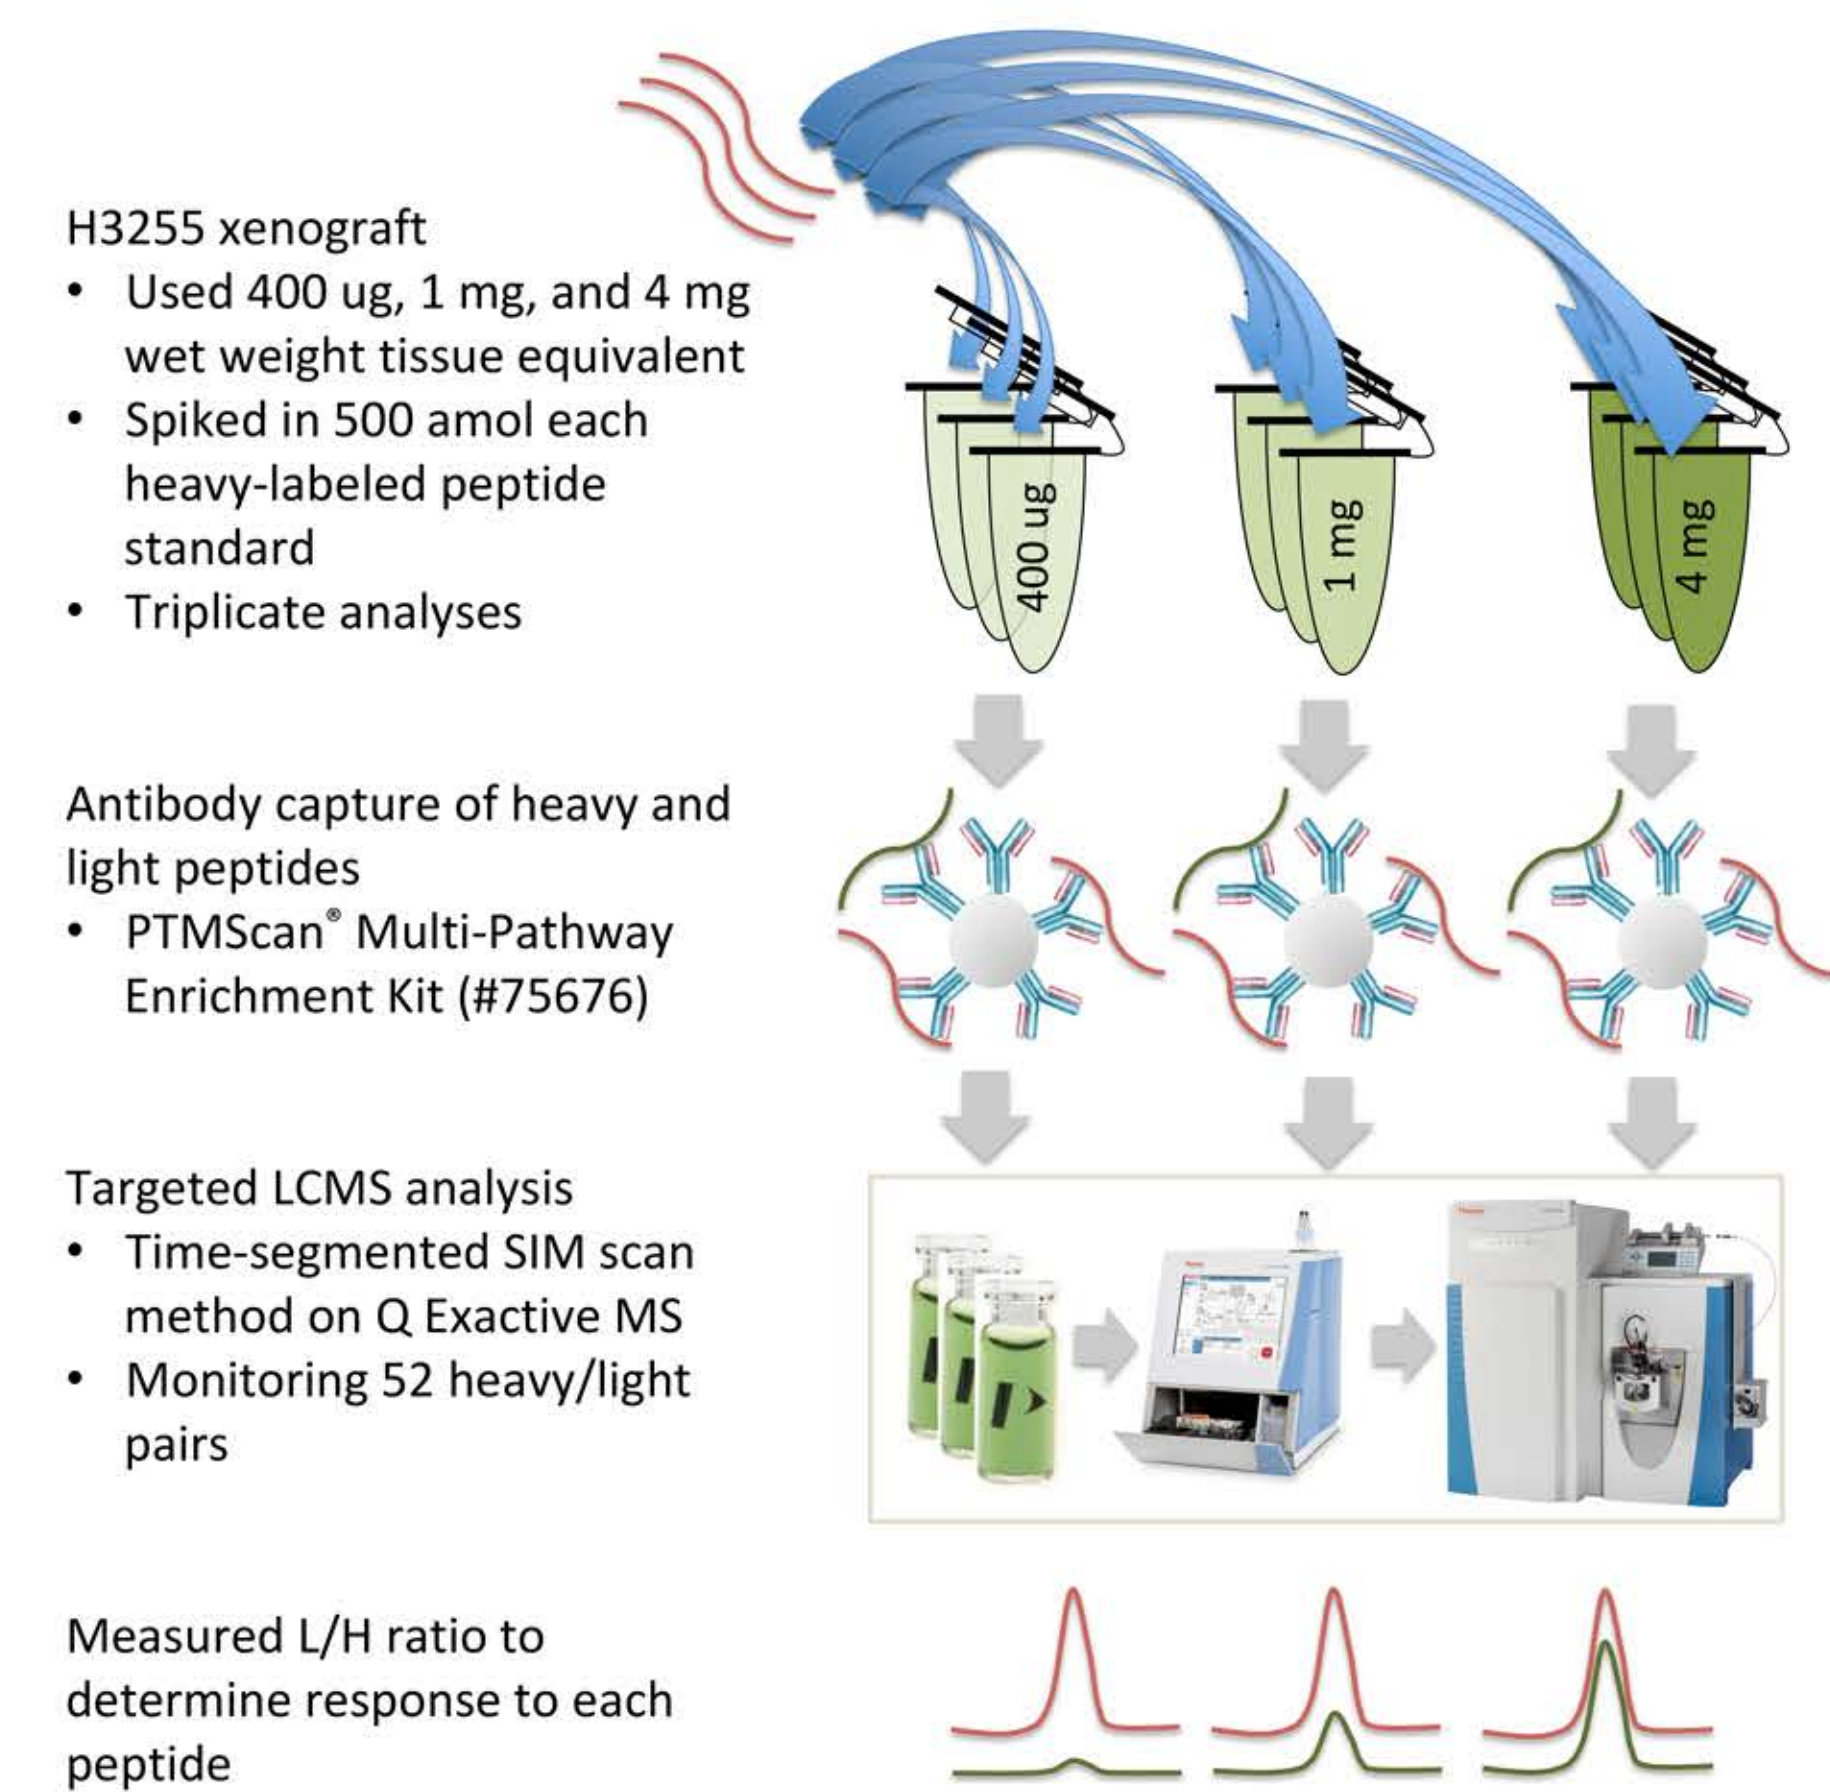 H3255 xenograft
• Used 400 ug, 1 mg, and 4 mg
wet weight tissue equivalent
• Spiked in 500 amol each
heavy-labeled peptide
standard
• Triplicate analyses
400 ug
1 mg
4 mg
Antibody capture of heavy and
light peptides
• PTMScan® Multi-Pathway
Enrichment Kit (#75676)
Targeted LCMS analysis
• Time-segmented SIM scan
method on Q Exactive MS
• Monitoring 52 heavy/light
pairs
Measured L/H ratio to
determine response to each
peptide